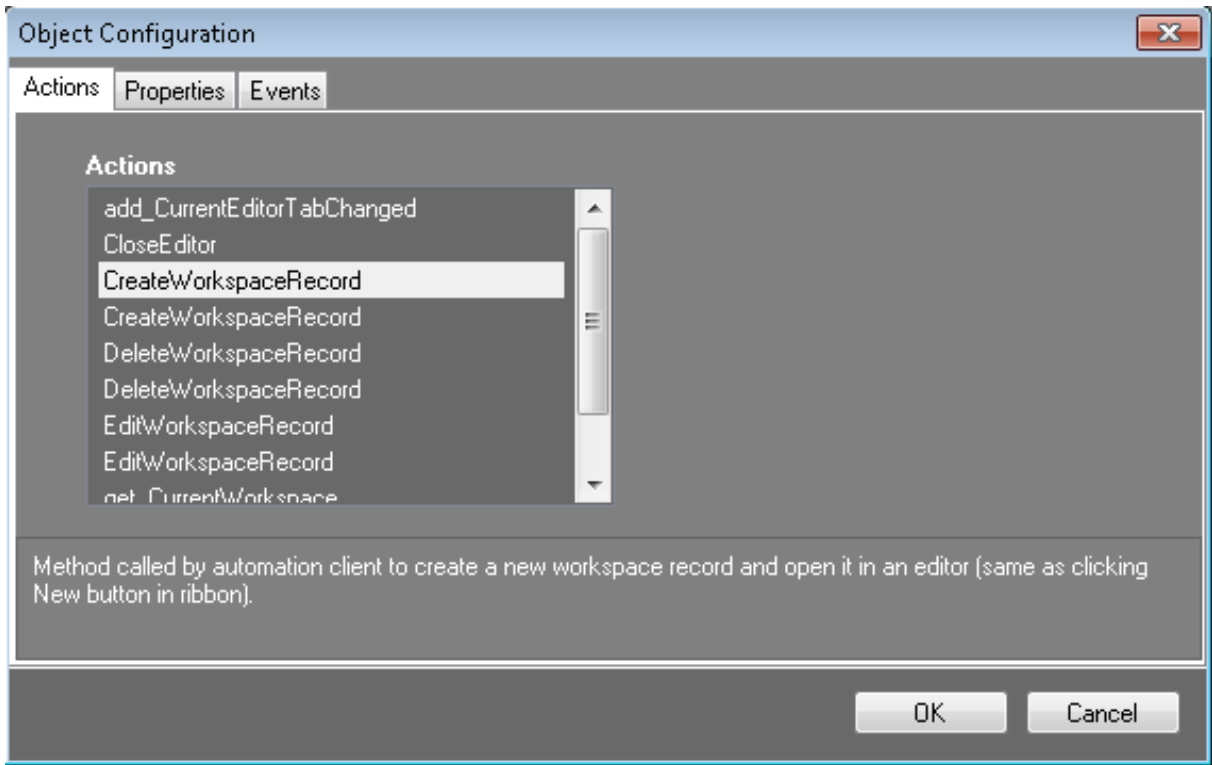 Object Configuration
Actions Properties Events
Actions
add_CurrentEditorTabChanged
CloseEditor
CreateWorkspaceRecord
CreateWorkspaceRecord
DeleteWorkspaceRecord
DeleteWorkspaceRecord
EditWorkspaceRecord
EditWorkspaceRecord
get_CurrentWorkspace
Method called by automation client to create a new workspace record and open it in an editor (same as clicking
New button in ribbon).
OK Cancel